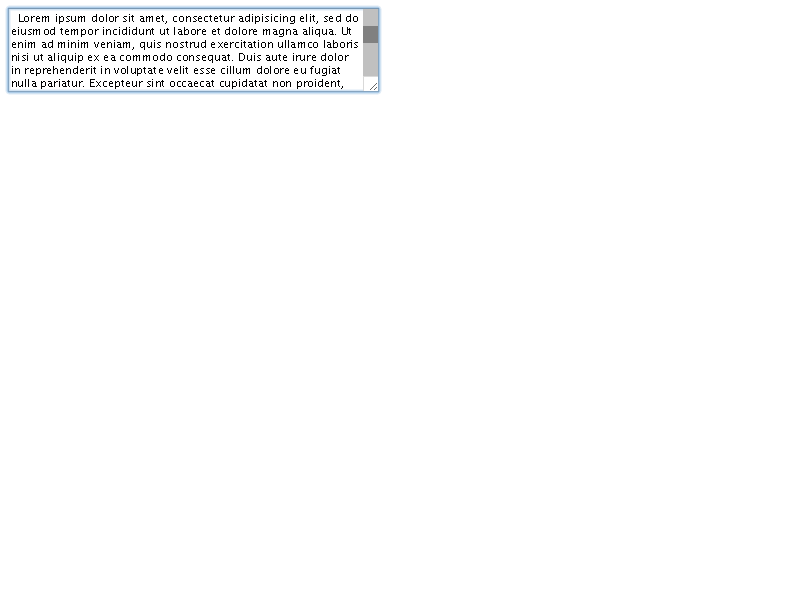 Lorem ipsum dolor sit amet, consectetur adipisicing elit, sed do
eiusmod tempor incididunt ut labore et dolore magna aliqua. Ut
enim ad minim veniam, quis nostrud exercitation ullamco laboris
nisi ut aliquip ex ea commodo consequat. Duis aute irure dolor
in reprehenderit in voluptate velit esse cillum dolore eu fugiat
nulla pariatur. Excepteur sint occaecat cupidatat non proident,